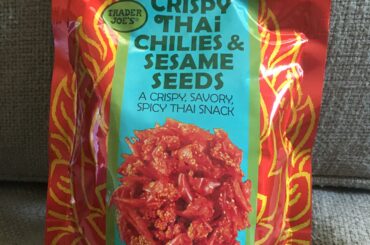 TRADER
JOE'S
CRISPY
THAI
CHILIES &
SESAME
SEEDS
A CRISPY, SAVORY,
SPICY THAI SNACK